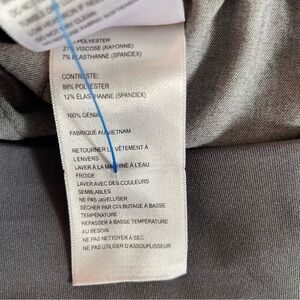 POLYESTER
21% VISCOSE (RAYONNE)
7% ÉLASTHANNE (SPANDEX)
CONTRASTE:
88% POLYESTER
12% ÉLASTHANNE (SPANDEX)
100% GÉNIAL
FABRIQUÉ AU VIETNAM
RETOURNER LE VÊTEMENT À
L'ENVERS
LAVER À LA MACHINE À L'EAU
FROIDE
LAVER AVEC DES COULEURS
SEMBLABLES
NE PAS JAVELLISER
SÉCHER PAR CULBUTAGE À BASSE
TEMPÉRATURE
REPASSER À BASSE TEMPÉRATURE
AU BESOIN
NE PAS NETTOYER À SEC
NE PAS UTILISER D'ASSOUPLISSEUR